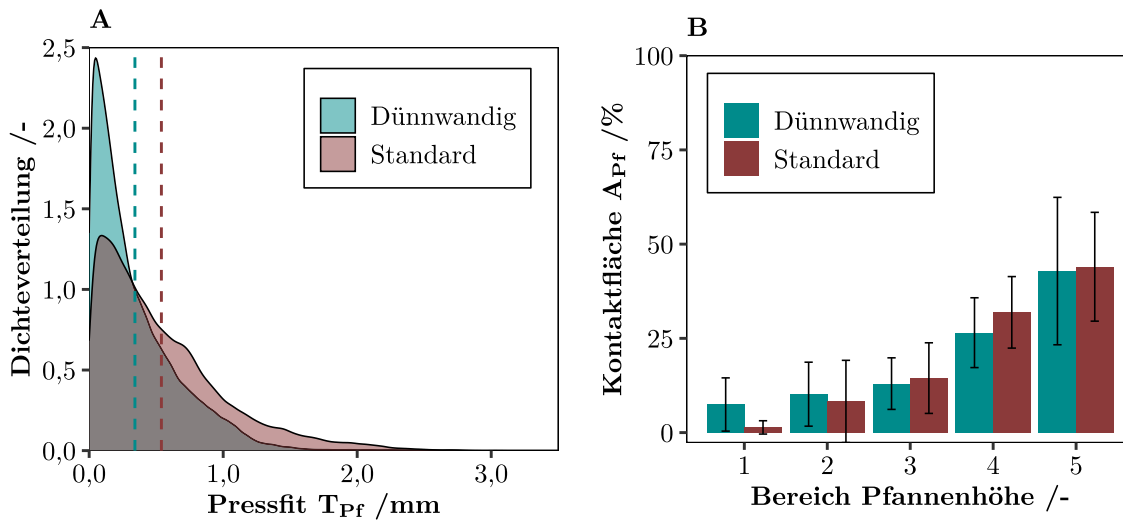 A
Dichteverteilung /-
2,5
2,0
1,5
1,0
0,5
0,0
Dünnwandig
Standard
0,0 1,0 2,0 3,0
Pressfit T_Pf /mm
B
Kontaktfläche A_Pf /%
100
75
50
25
0
Dünnwandig
Standard
1 2 3 4 5
Bereich Pfannenhöhe /-